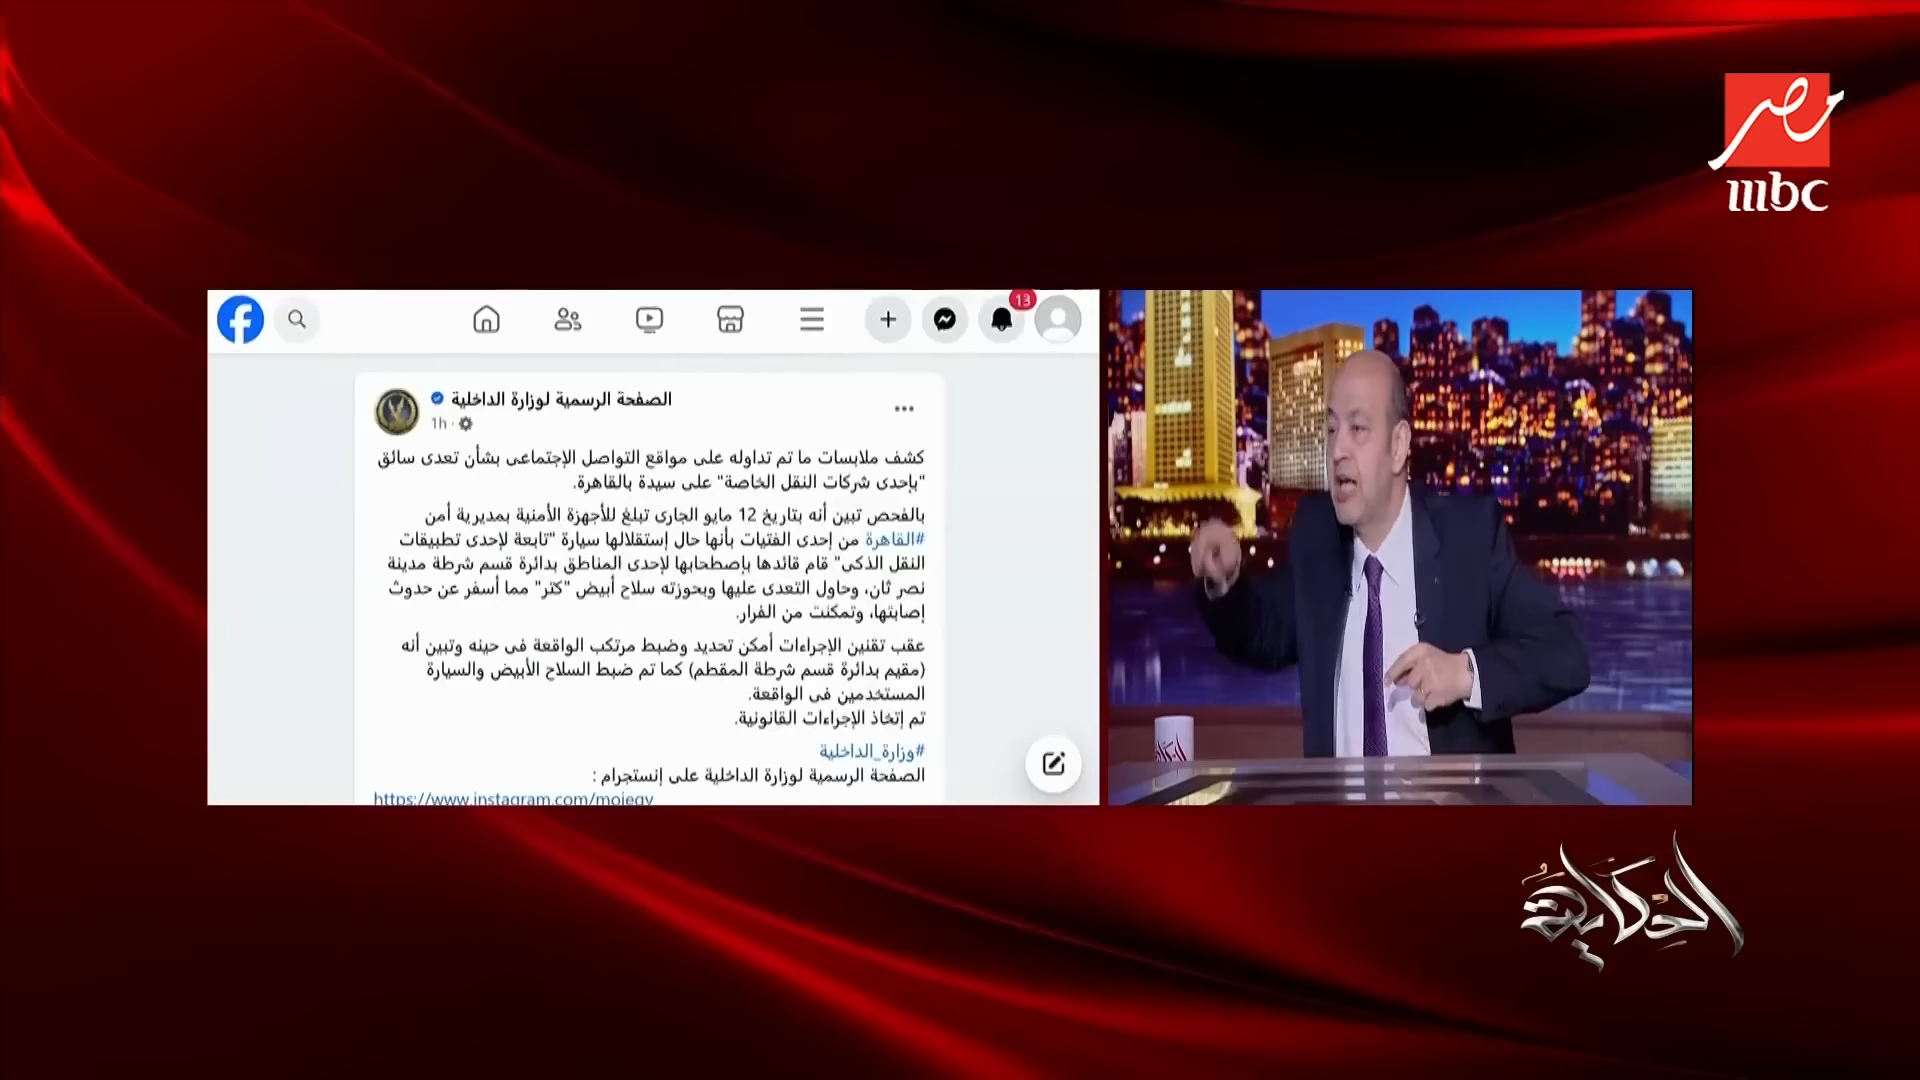 مصر
mbc
13
الصفحة الرسمية لوزارة الداخلية
1h
كشف ملابسات ما تم تداوله على مواقع التواصل الإجتماعى بشأن تعدى سائق
"بإحدى شركات النقل الخاصة" على سيدة بالقاهرة.
بالفحص تبين أنه بتاريخ 12 مايو الجارى تبلغ للأجهزة الأمنية بمديرية أمن
#القاهرة من إحدى الفتيات بأنها حال إستقلالها سيارة "تابعة لإحدى تطبيقات
النقل الذكى" قام قائدها بإصطحابها لإحدى المناطق بدائرة قسم شرطة مدينة
نصر ثان، وحاول التعدى عليها وبحوزته سلاح أبيض "كتر" مما أسفر عن حدوث
إصابتها، وتمكنت من الفرار.
عقب تقنين الإجراءات أمكن تحديد وضبط مرتكب الواقعة فى حينه وتبين أنه
(مقيم بدائرة قسم شرطة المقطم) كما تم ضبط السلاح الأبيض والسيارة
المستخدمين فى الواقعة.
تم إتخاذ الإجراءات القانونية.
#وزارة_الداخلية
الصفحة الرسمية لوزارة الداخلية على إنستجرام :
https://www.instagram.com/moiegy
الحكاية
الحكاية